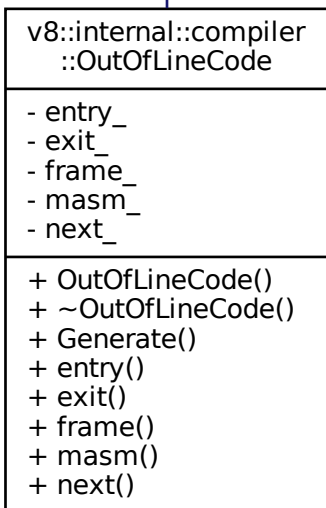 v8::internal::compiler
::OutOfLineCode
- entry_
- exit_
- frame_
- masm_
- next_
+ OutOfLineCode()
+ ~OutOfLineCode()
+ Generate()
+ entry()
+ exit()
+ frame()
+ masm()
+ next()